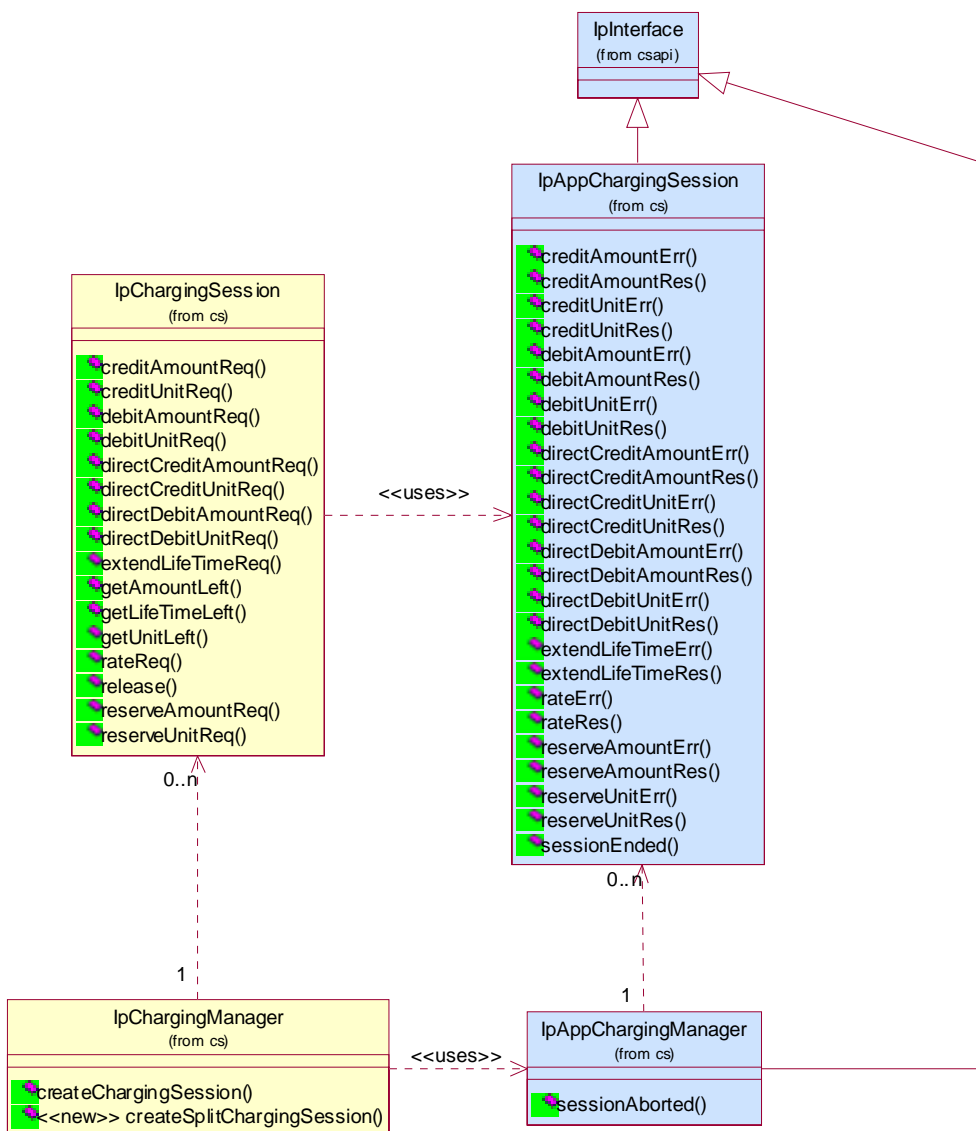 IpInterface
(from csapi)
IpAppChargingSession
(from cs)
creditAmountErr()
creditAmountRes()
creditUnitErr()
creditUnitRes()
debitAmountErr()
debitAmountRes()
debitUnitErr()
debitUnitRes()
directCreditAmountErr()
directCreditAmountRes()
directCreditUnitErr()
directCreditUnitRes()
directDebitAmountErr()
directDebitAmountRes()
directDebitUnitErr()
directDebitUnitRes()
extendLifeTimeErr()
extendLifeTimeRes()
rateErr()
rateRes()
reserveAmountErr()
reserveAmountRes()
reserveUnitErr()
reserveUnitRes()
sessionEnded()
IpChargingSession
(from cs)
creditAmountReq()
creditUnitReq()
debitAmountReq()
debitUnitReq()
directCreditAmountReq()
directCreditUnitReq()
directDebitAmountReq()
directDebitUnitReq()
extendLifeTimeReq()
getAmountLeft()
getLifeTimeLeft()
getUnitLeft()
rateReq()
release()
reserveAmountReq()
reserveUnitReq()
<<uses>>
0..n
0..n
1
1
IpChargingManager
(from cs)
createChargingSession()
<<new>> createSplitChargingSession()
<<uses>>
IpAppChargingManager
(from cs)
sessionAborted()